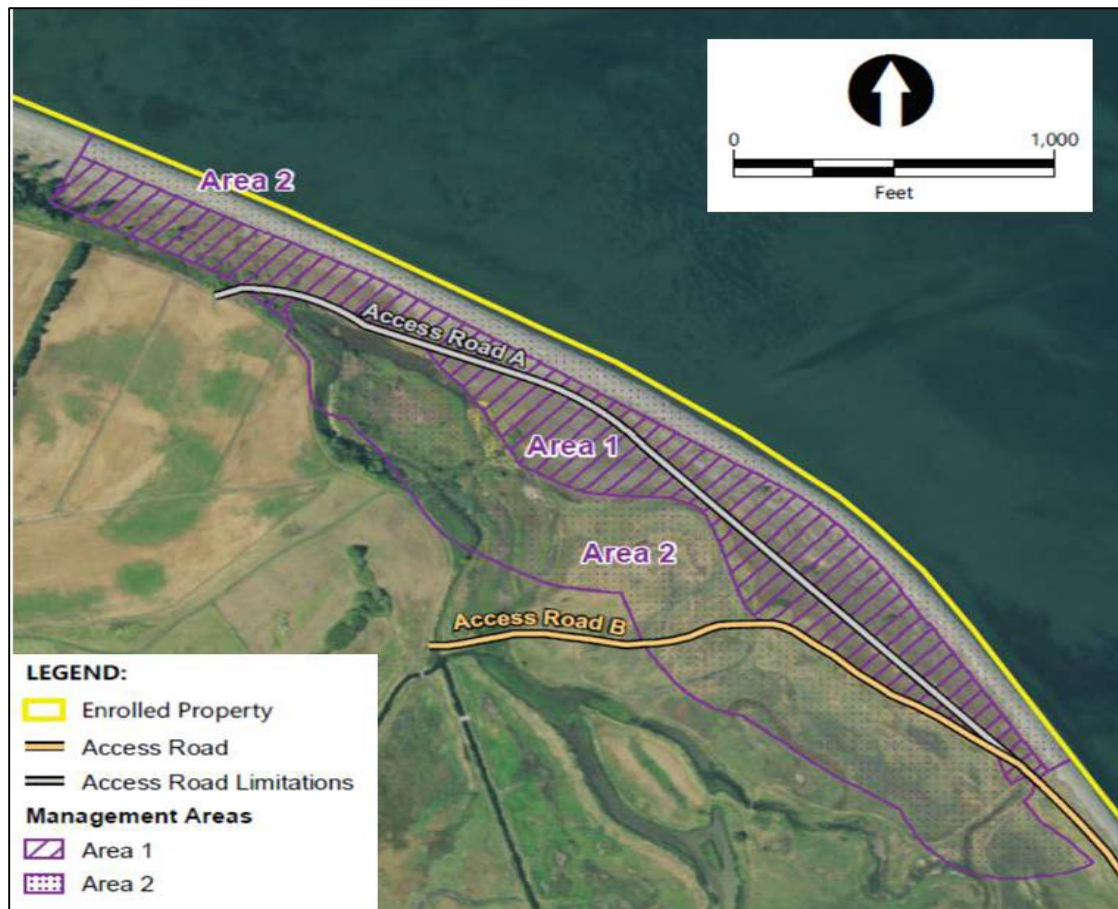 0 1,000
Feet
Area 2
Access Road A
Area 1
Area 2
Access Road B
LEGEND:
Enrolled Property
Access Road
Access Road Limitations
Management Areas
Area 1
Area 2